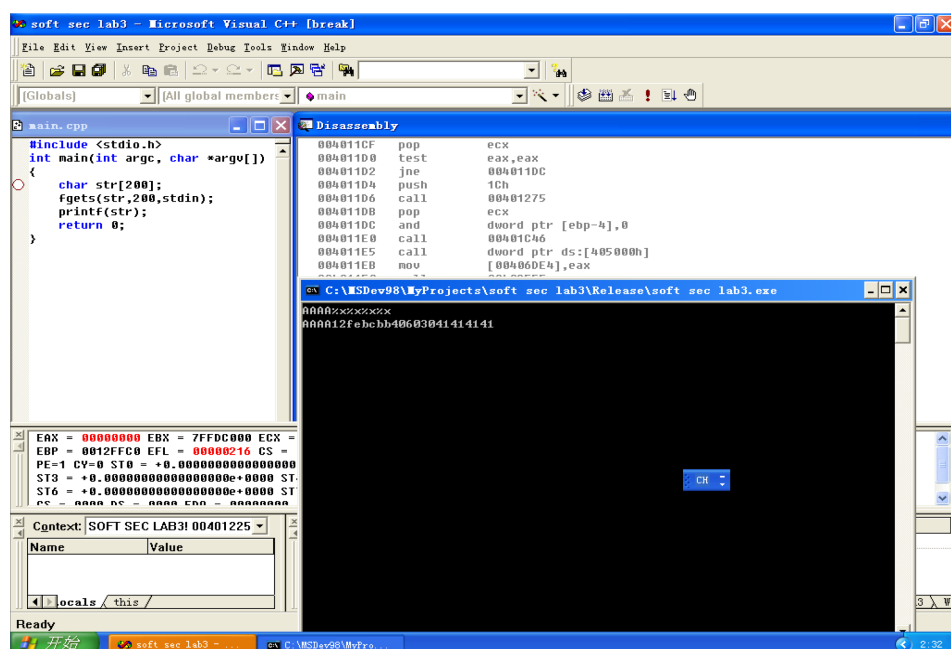 soft sec lab3 - Microsoft Visual C++ [break]
File Edit View Insert Project Debug Tools Window Help
[Globals] [All global members main
main.cpp
#include <stdio.h>
int main(int argc, char *argv[])
{
char str[200];
fgets(str,200,stdin);
printf(str);
return 0;
}
Disassembly
004011CF pop ecx
004011D0 test eax,eax
004011D2 jne 004011DC
004011D4 push 1Ch
004011D6 call 00401275
004011DB pop ecx
004011DC and dword ptr [ebp-4],0
004011E0 call 00401C46
004011E5 call dword ptr ds:[405000h]
004011EB mov [00406DE4],eax
C:\MSDev98\MyProjects\soft sec lab3\Release\soft sec lab3.exe
AAAA%x%x%x%x
AAAA12febcbb40603041414141
CH
EAX = 00000000 EBX = 7FFDC000 ECX =
EBP = 0012FFC0 EFL = 00000216 CS =
PE=1 CY=0 ST0 = +0.0000000000000000
ST3 = +0.00000000000000000e+0000 ST
ST6 = +0.00000000000000000e+0000 ST
Context: SOFT SEC LAB3! 00401225
Name Value
Locals this
Ready
开始 soft sec lab3 - ... C:\MSDev98\MyPro... 2:32